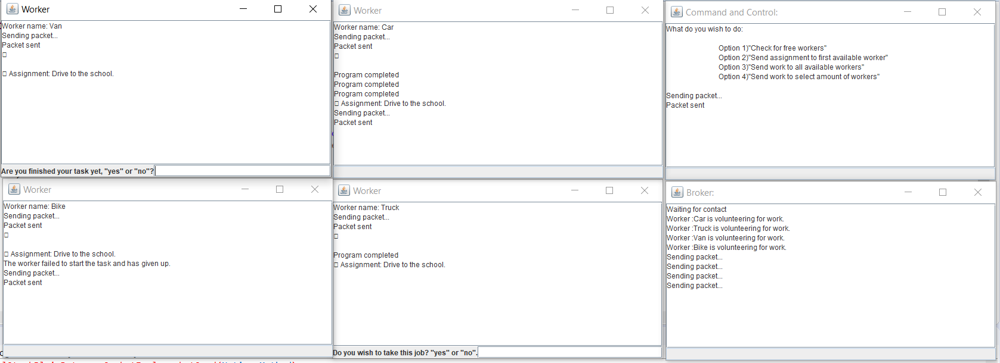 Worker
Worker name: Van
Sending packet...
Packet sent
Assignment: Drive to the school.
Are you finished your task yet, "yes" or "no"?
Worker
Worker name: Car
Sending packet...
Packet sent
Program completed
Program completed
Program completed
Assignment: Drive to the school.
Sending packet...
Packet sent
Command and Control:
What do you wish to do:
Option 1)"Check for free workers"
Option 2)"Send assignment to first available worker"
Option 3)"Send work to all available workers"
Option 4)"Send work to select amount of workers"
Sending packet...
Packet sent
Worker
Worker name: Bike
Sending packet...
Packet sent
Assignment: Drive to the school.
The worker failed to start the task and has given up.
Sending packet...
Packet sent
Worker
Worker name: Truck
Sending packet...
Packet sent
Program completed
Assignment: Drive to the school.
Do you wish to take this job? "yes" or "no".
Broker:
Waiting for contact
Worker :Car is volunteering for work.
Worker :Truck is volunteering for work.
Worker :Van is volunteering for work.
Worker :Bike is volunteering for work.
Sending packet...
Sending packet...
Sending packet...
Sending packet...